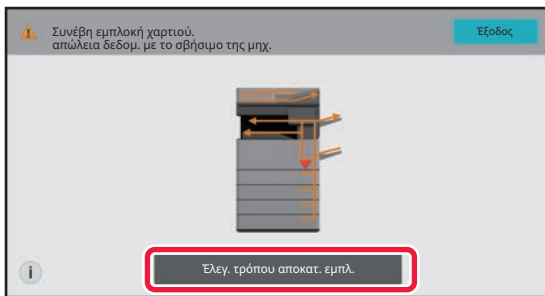 Συνέβη εμπλοκή χαρτιού.
απώλεια δεδομ. με το σβήσιμο της μηχ.
Έξοδος
i
Έλεγ. τρόπου αποκατ. εμπλ.